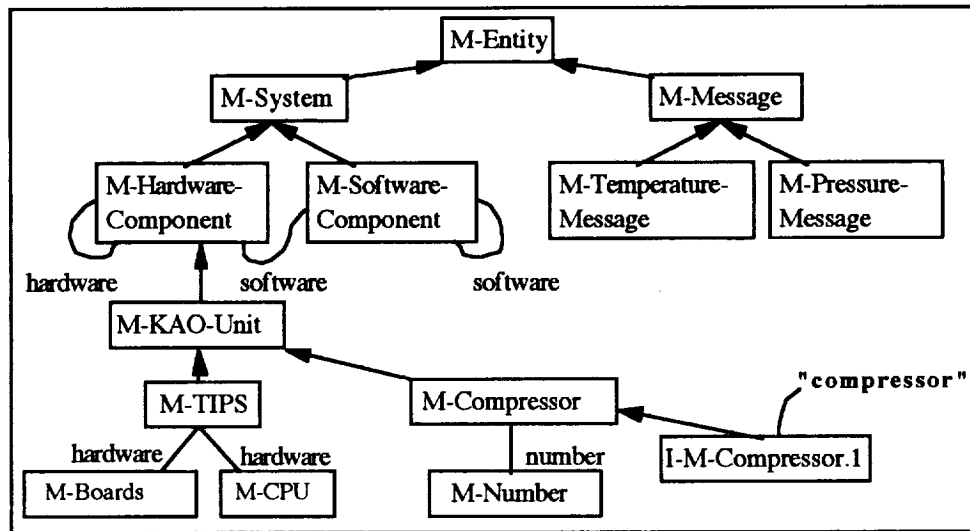 M-Entity
M-System
M-Message
M-Hardware-
Component
M-Software-
Component
M-Temperature-
Message
M-Pressure-
Message
hardware
software
software
M-KAO-Unit
"compressor"
M-TIPS
M-Compressor
hardware
hardware
number
I-M-Compressor.1
M-Boards
M-CPU
M-Number